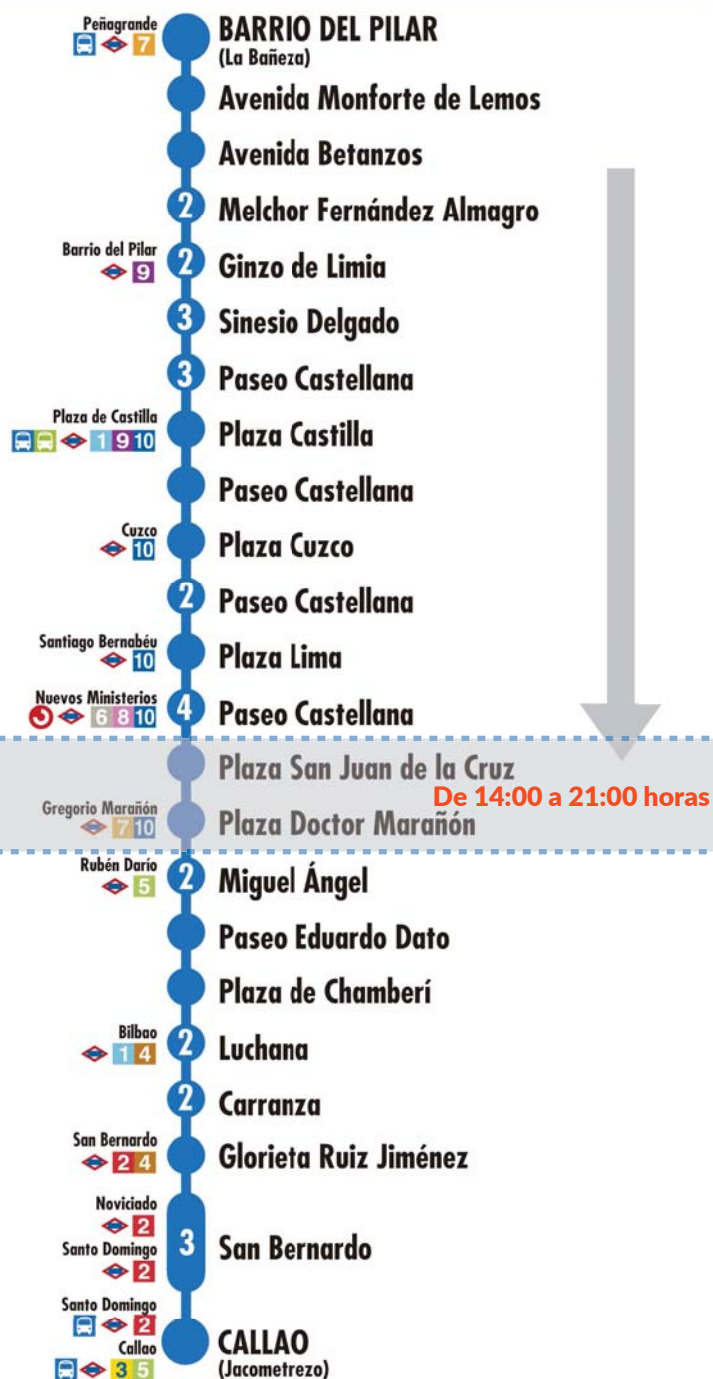 Peñagrande
7
BARRIO DEL PILAR
(La Bañeza)
Avenida Monforte de Lemos
Avenida Betanzos
2
Melchor Fernández Almagro
Barrio del Pilar
9
2
Ginzo de Limia
3
Sinesio Delgado
3
Paseo Castellana
Plaza de Castilla
1 9 10
Plaza Castilla
Paseo Castellana
Cuzco
10
Plaza Cuzco
2
Paseo Castellana
Santiago Bernabéu
10
Plaza Lima
Nuevos Ministerios
6 8 10
4
Paseo Castellana
Plaza San Juan de la Cruz
De 14:00 a 21:00 horas
Gregorio Marañón
7 10
Plaza Doctor Marañón
Rubén Darío
5
2
Miguel Ángel
Paseo Eduardo Dato
Plaza de Chamberí
Bilbao
1 4
2
Luchana
2
Carranza
San Bernardo
2 4
Glorieta Ruiz Jiménez
Noviciado
2
Santo Domingo
2
3
San Bernardo
Santo Domingo
2
Callao
3 5
CALLAO
(Jacometrezo)